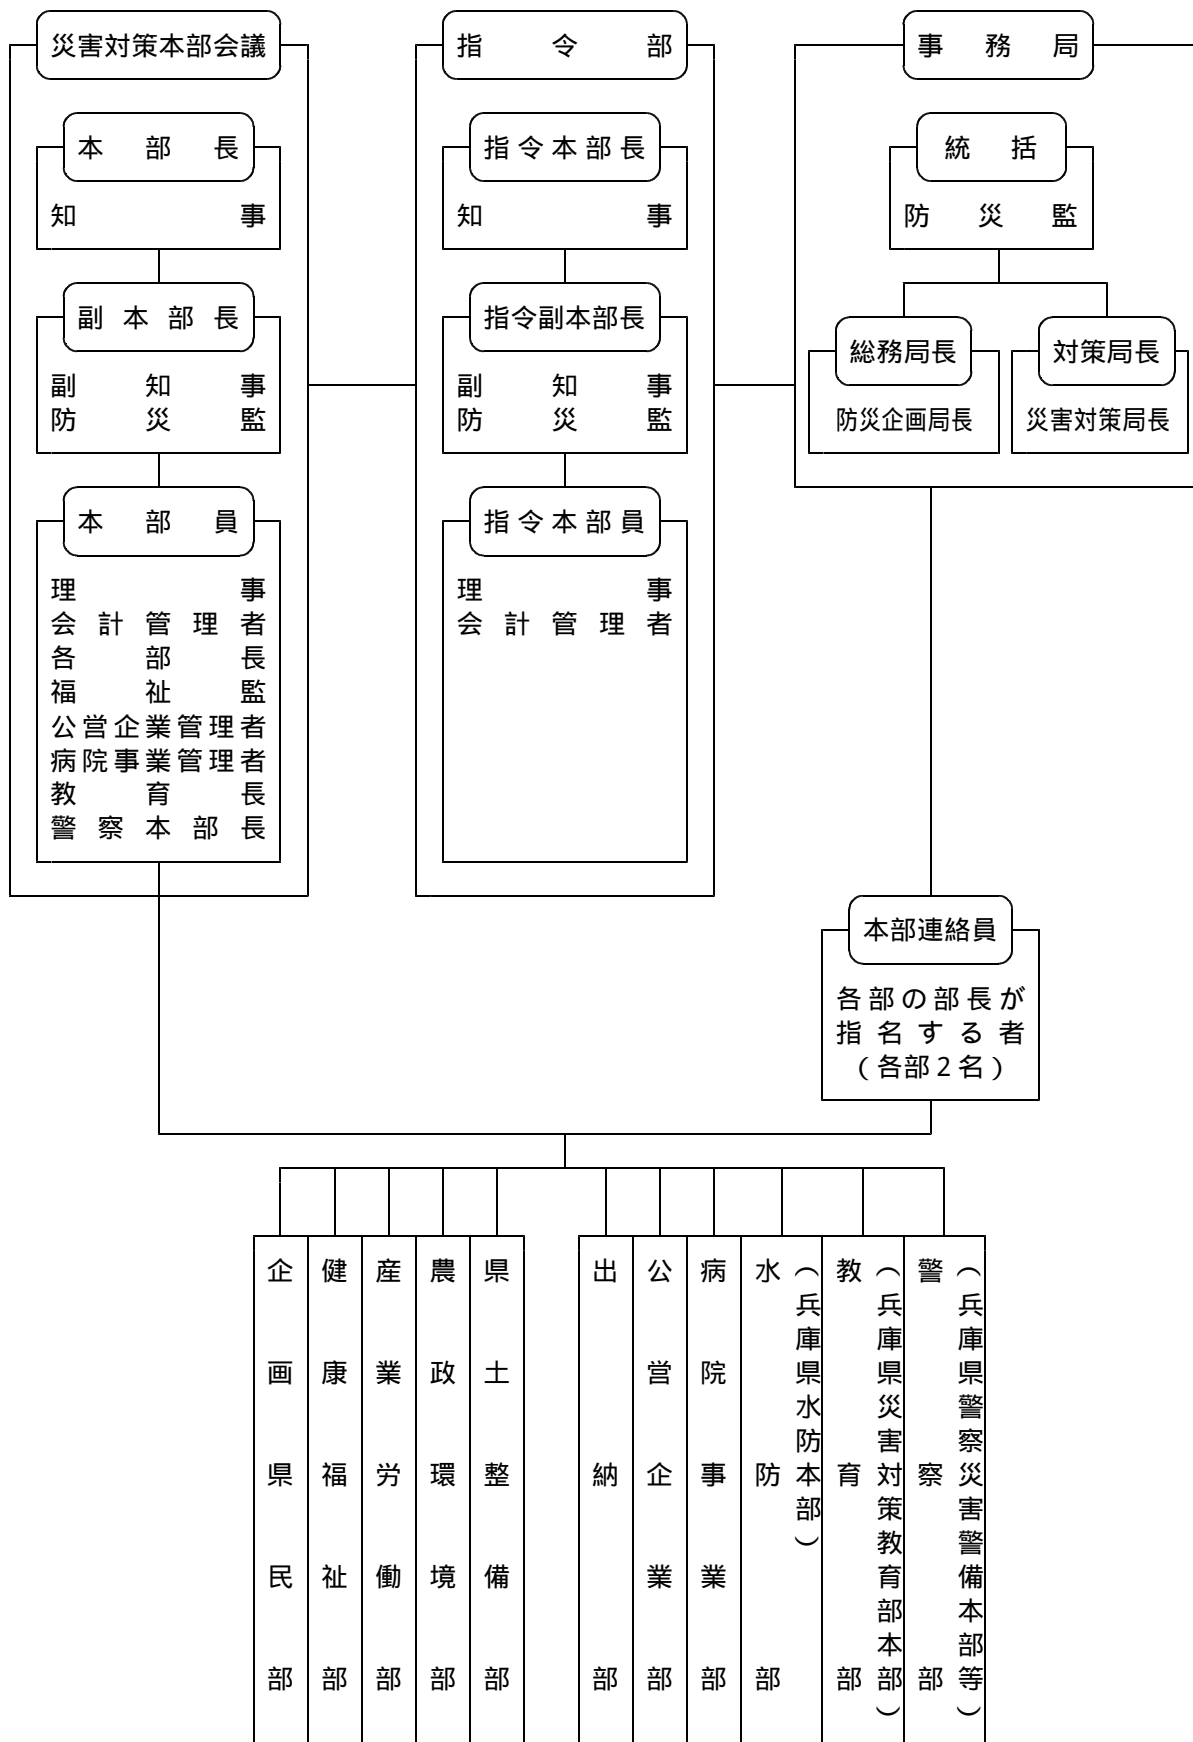 災害対策本部会議
本部長
知事
副本部長
副知事
防災監
本部員
理事
会計管理者
各部長
福祉監
公営企業管理者
病院事業管理者
教育長
警察本部長
指令部
指令本部長
知事
指令副本部長
副知事
防災監
指令本部員
理事
会計管理者
事務局
統括
防災監
総務局長
防災企画局長
対策局長
災害対策局長
本部連絡員
各部の部長が
指名する者
（各部2名）
企画県民部
健康福祉部
産業労働部
農政環境部
県土整備部
出納部
公営企業部
病院事業部
水防部
（兵庫県水防本部）
教育部
（兵庫県災害対策教育部本部）
警察部
（兵庫県警察災害警備本部等）